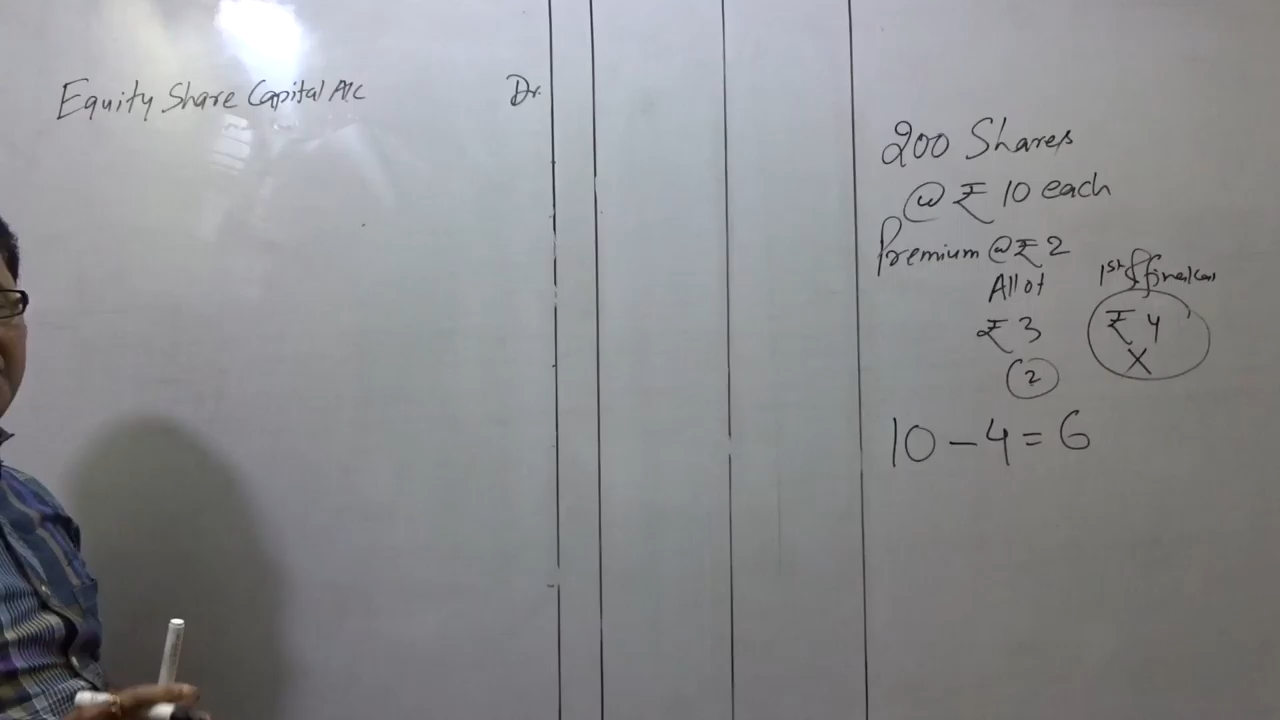 Equity Share Capital A/C Dr.
200 Shares
@ ₹ 10 each
Premium @ ₹ 2
Allot 1st & final Call
₹ 3 ₹ 4
2 X
10 - 4 = 6